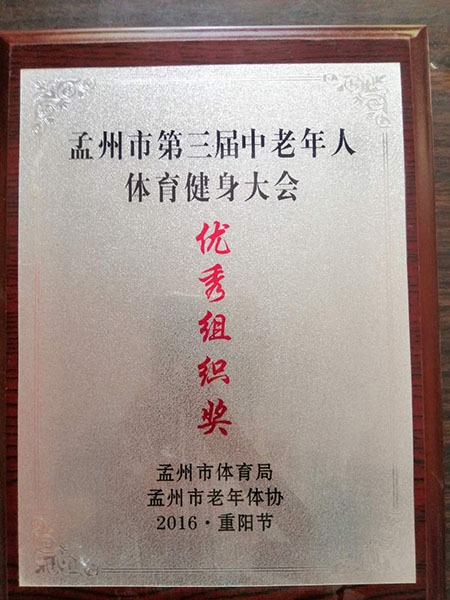 孟州市第三届中老年人
体育健身大会
优秀组织奖
孟州市体育局
孟州市老年体协
2016·重阳节